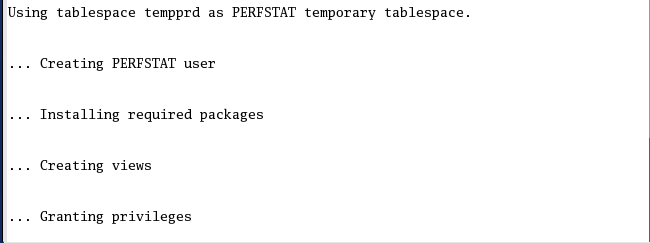 Using tablespace tempprd as PERFSTAT temporary tablespace.
... Creating PERFSTAT user
... Installing required packages
... Creating views
... Granting privileges